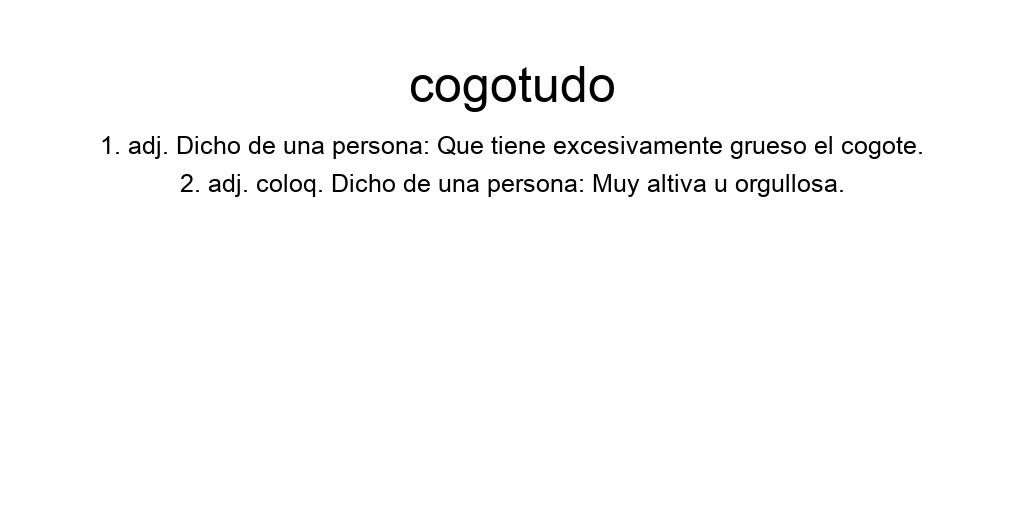 cogotudo
1. adj. Dicho de una persona: Que tiene excesivamente grueso el cogote.
2. adj. coloq. Dicho de una persona: Muy altiva u orgullosa.